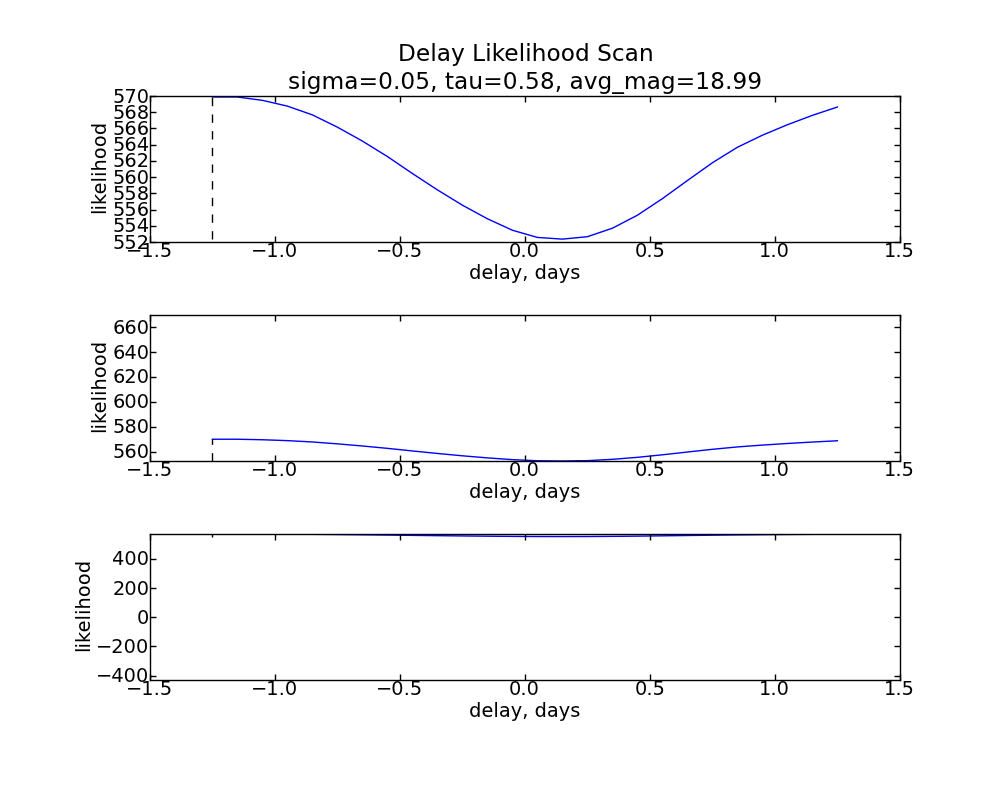 Delay Likelihood Scan
sigma=0.05, tau=0.58, avg_mag=18.99
570
568
566
564
562
560
558
556
554
552
likelihood
−1.5 −1.0 −0.5 0.0 0.5 1.0 1.5
delay, days
660
640
620
600
580
560
likelihood
−1.5 −1.0 −0.5 0.0 0.5 1.0 1.5
delay, days
400
200
0
−200
−400
likelihood
−1.5 −1.0 −0.5 0.0 0.5 1.0 1.5
delay, days